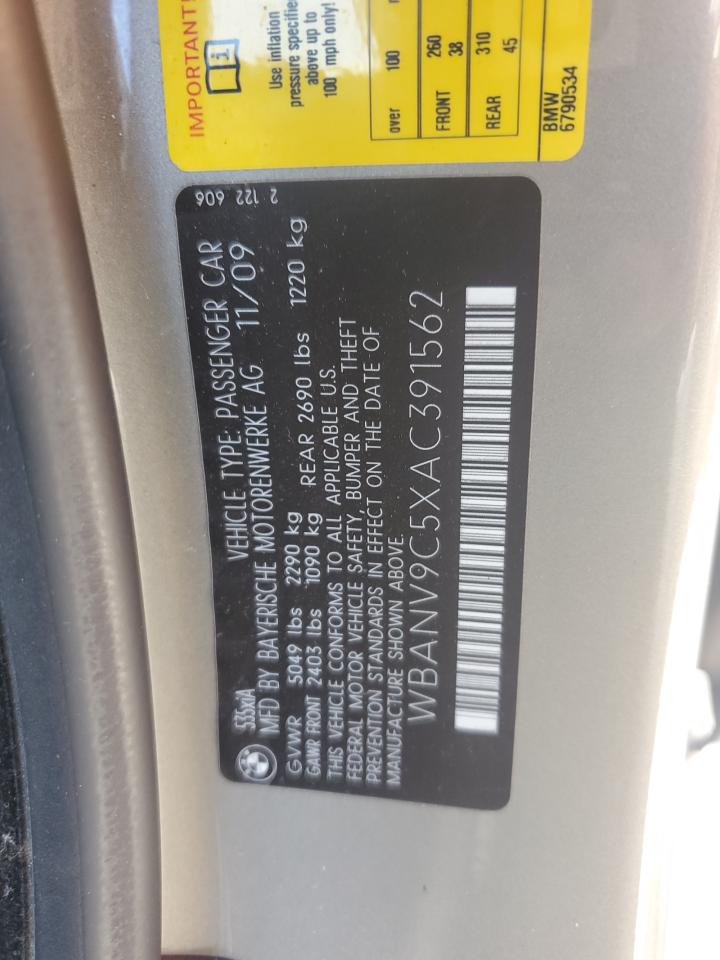 IMPORTANT!
Use inflation
pressure specifie
above up to
100 mph only!
over 100
FRONT 260
38
REAR 310
45
BMW
6790534
2 122 606
535xiA VEHICLE TYPE: PASSENGER CAR
MFD BY BAYERISCHE MOTORENWERKE AG 11/09
GVWR 5049 lbs 2290 kg
GAWR FRONT 2403 lbs 1090 kg REAR 2690 lbs 1220 kg
THIS VEHICLE CONFORMS TO ALL APPLICABLE U.S.
FEDERAL MOTOR VEHICLE SAFETY, BUMPER AND THEFT
PREVENTION STANDARDS IN EFFECT ON THE DATE OF
MANUFACTURE SHOWN ABOVE.
WBANV9C5XAC391562